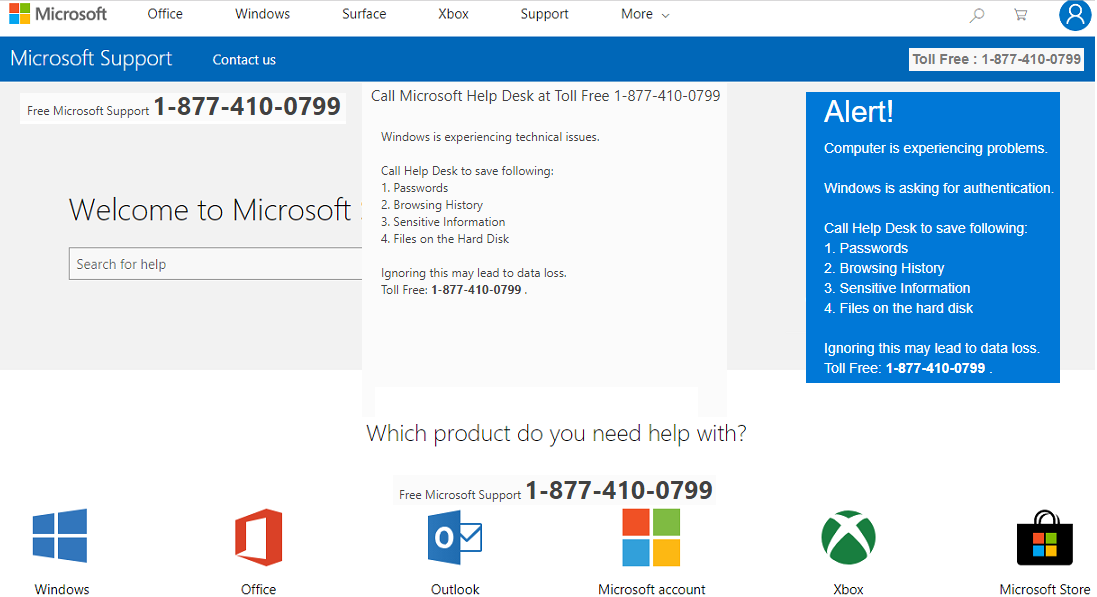 Microsoft Office Windows Surface Xbox Support More
Microsoft Support Contact us Toll Free : 1-877-410-0799
Free Microsoft Support 1-877-410-0799
Call Microsoft Help Desk at Toll Free 1-877-410-0799
Windows is experiencing technical issues.
Call Help Desk to save following:
1. Passwords
2. Browsing History
3. Sensitive Information
4. Files on the Hard Disk
Ignoring this may lead to data loss.
Toll Free: 1-877-410-0799 .
Alert!
Computer is experiencing problems.
Windows is asking for authentication.
Call Help Desk to save following:
1. Passwords
2. Browsing History
3. Sensitive Information
4. Files on the hard disk
Ignoring this may lead to data loss.
Toll Free: 1-877-410-0799 .
Welcome to Microsoft
Search for help
Which product do you need help with?
Free Microsoft Support 1-877-410-0799
Windows Office Outlook Microsoft account Xbox Microsoft Store